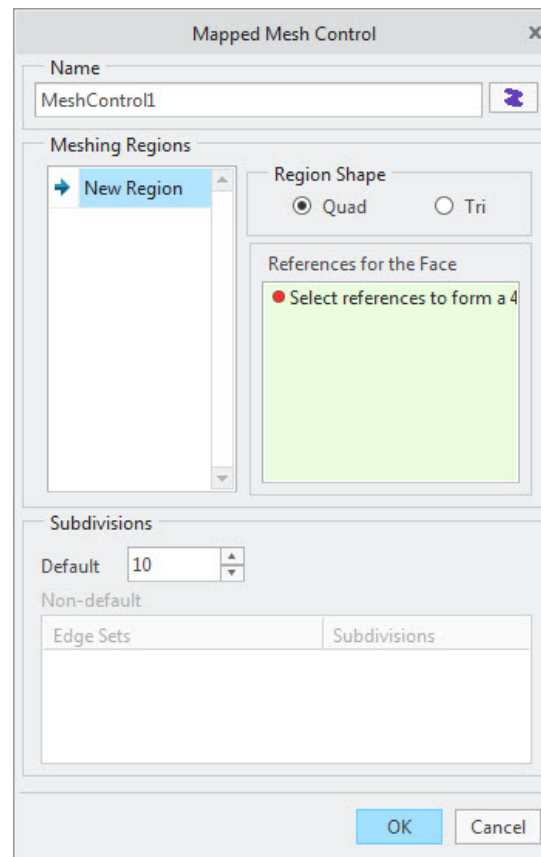 Mapped Mesh Control
Name
MeshControl1
Meshing Regions
New Region
Region Shape
Quad
Tri
References for the Face
Select references to form a 4
Subdivisions
Default 10
Non-default
Edge Sets Subdivisions
OK Cancel